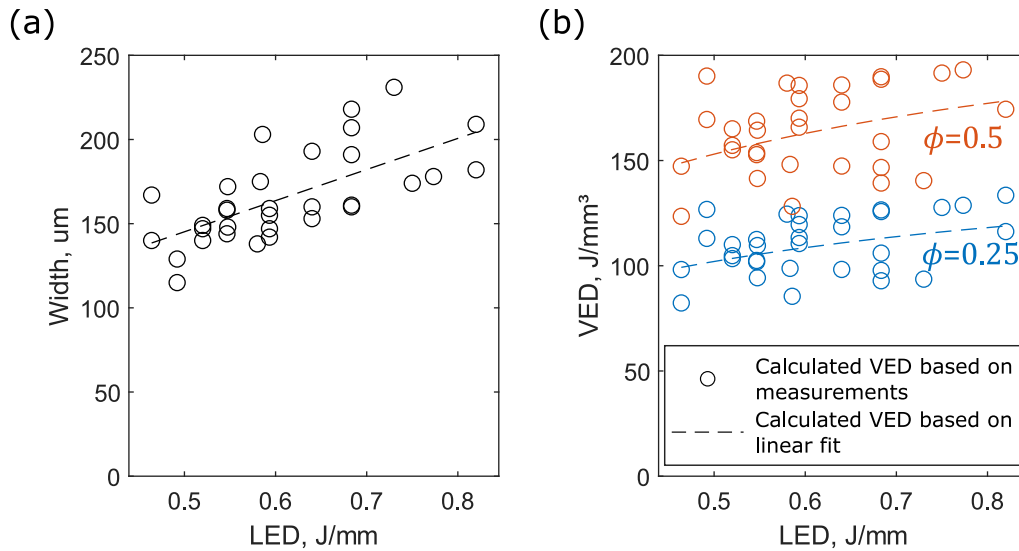 (a)
250
200
150
100
50
0
Width, um
0.5 0.6 0.7 0.8
LED, J/mm
(b)
200
150
100
50
0
VED, J/mm³
ϕ=0.5
ϕ=0.25
Calculated VED based on
measurements
Calculated VED based on
linear fit
0.5 0.6 0.7 0.8
LED, J/mm